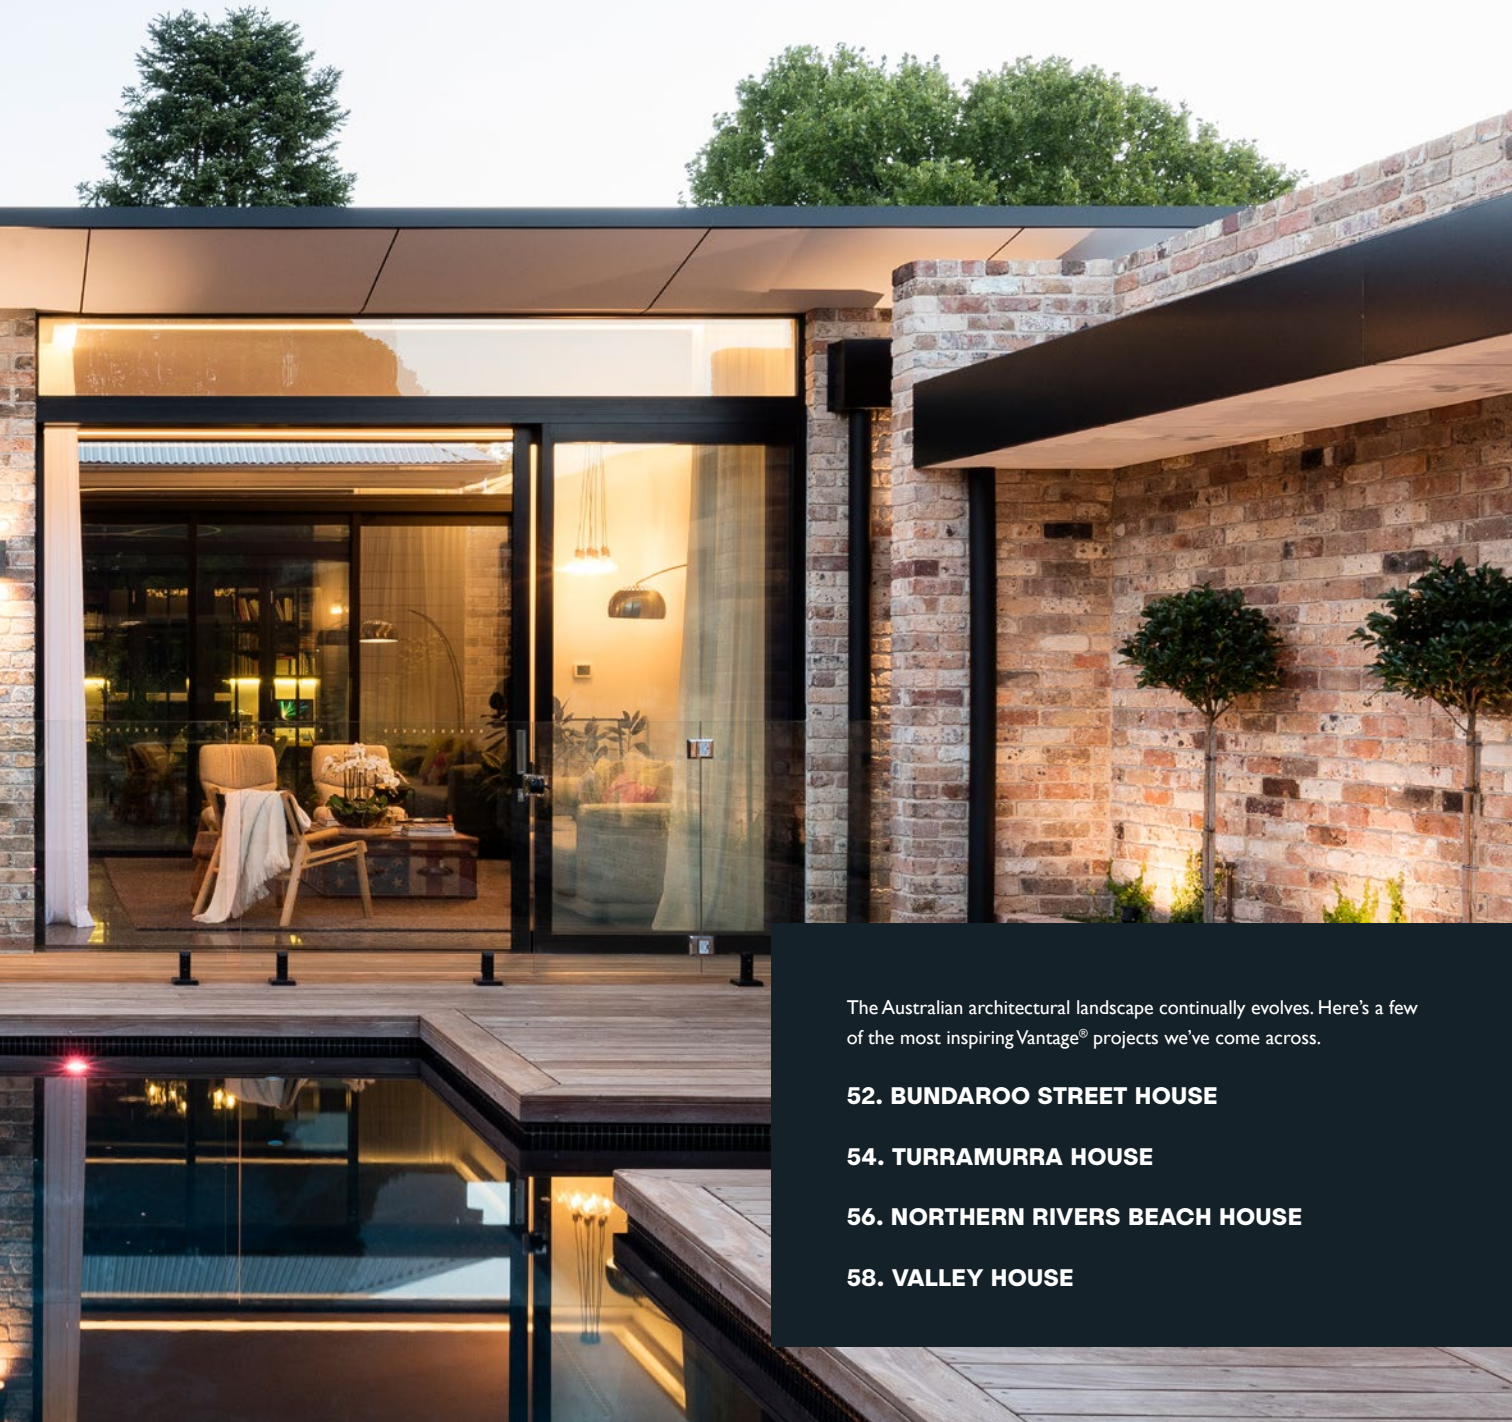 The Australian architectural landscape continually evolves. Here’s a few
of the most inspiring Vantage® projects we’ve come across.
52. BUNDAROO STREET HOUSE
54. TURRAMURRA HOUSE
56. NORTHERN RIVERS BEACH HOUSE
58. VALLEY HOUSE